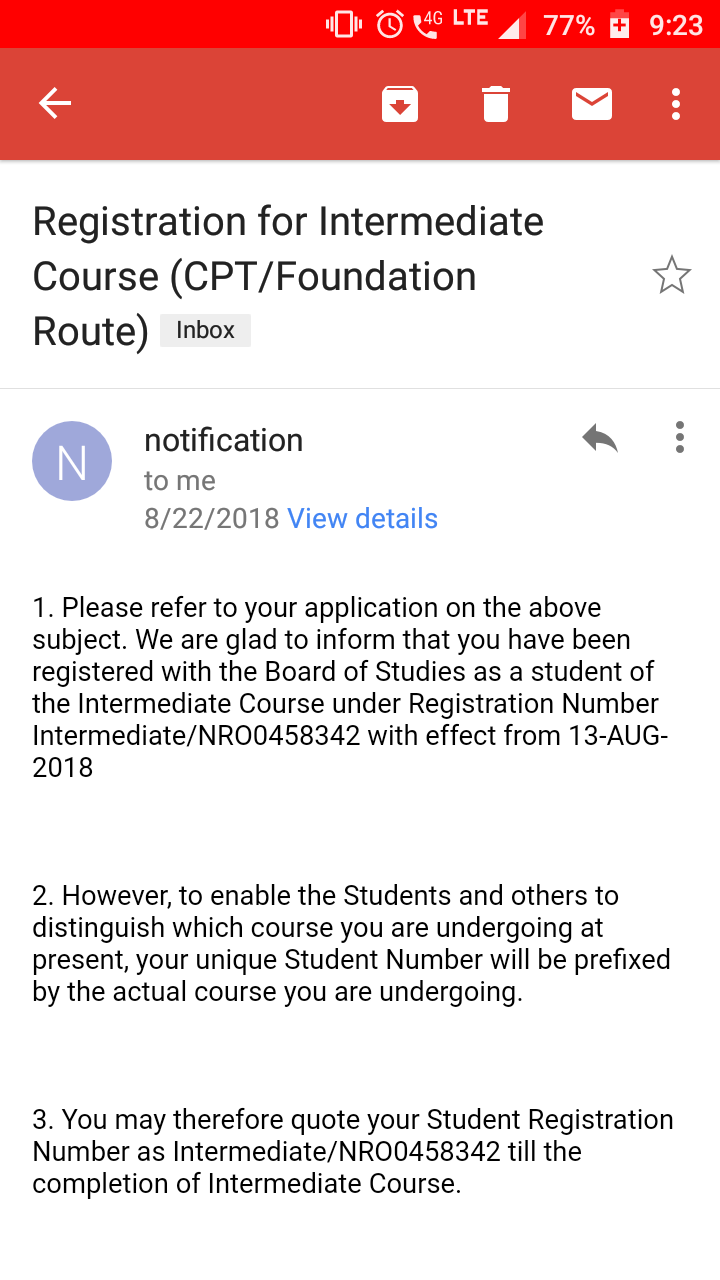 4G LTE 77% 9:23
Registration for Intermediate
Course (CPT/Foundation
Route) Inbox
N
notification
to me
8/22/2018 View details
1. Please refer to your application on the above
subject. We are glad to inform that you have been
registered with the Board of Studies as a student of
the Intermediate Course under Registration Number
Intermediate/NRO0458342 with effect from 13-AUG-
2018
2. However, to enable the Students and others to
distinguish which course you are undergoing at
present, your unique Student Number will be prefixed
by the actual course you are undergoing.
3. You may therefore quote your Student Registration
Number as Intermediate/NRO0458342 till the
completion of Intermediate Course.